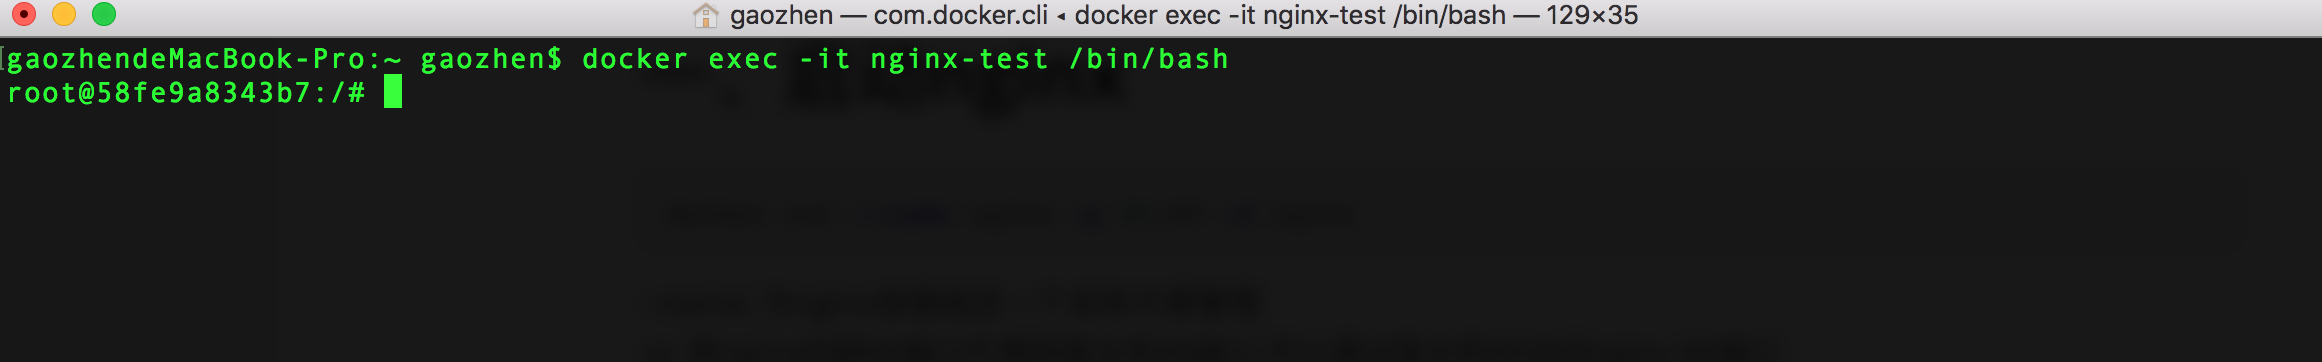 gaozhen — com.docker.cli ◂ docker exec -it nginx-test /bin/bash — 129×35
gaozhendeMacBook-Pro:~ gaozhen$ docker exec -it nginx-test /bin/bash
root@58fe9a8343b7:/#